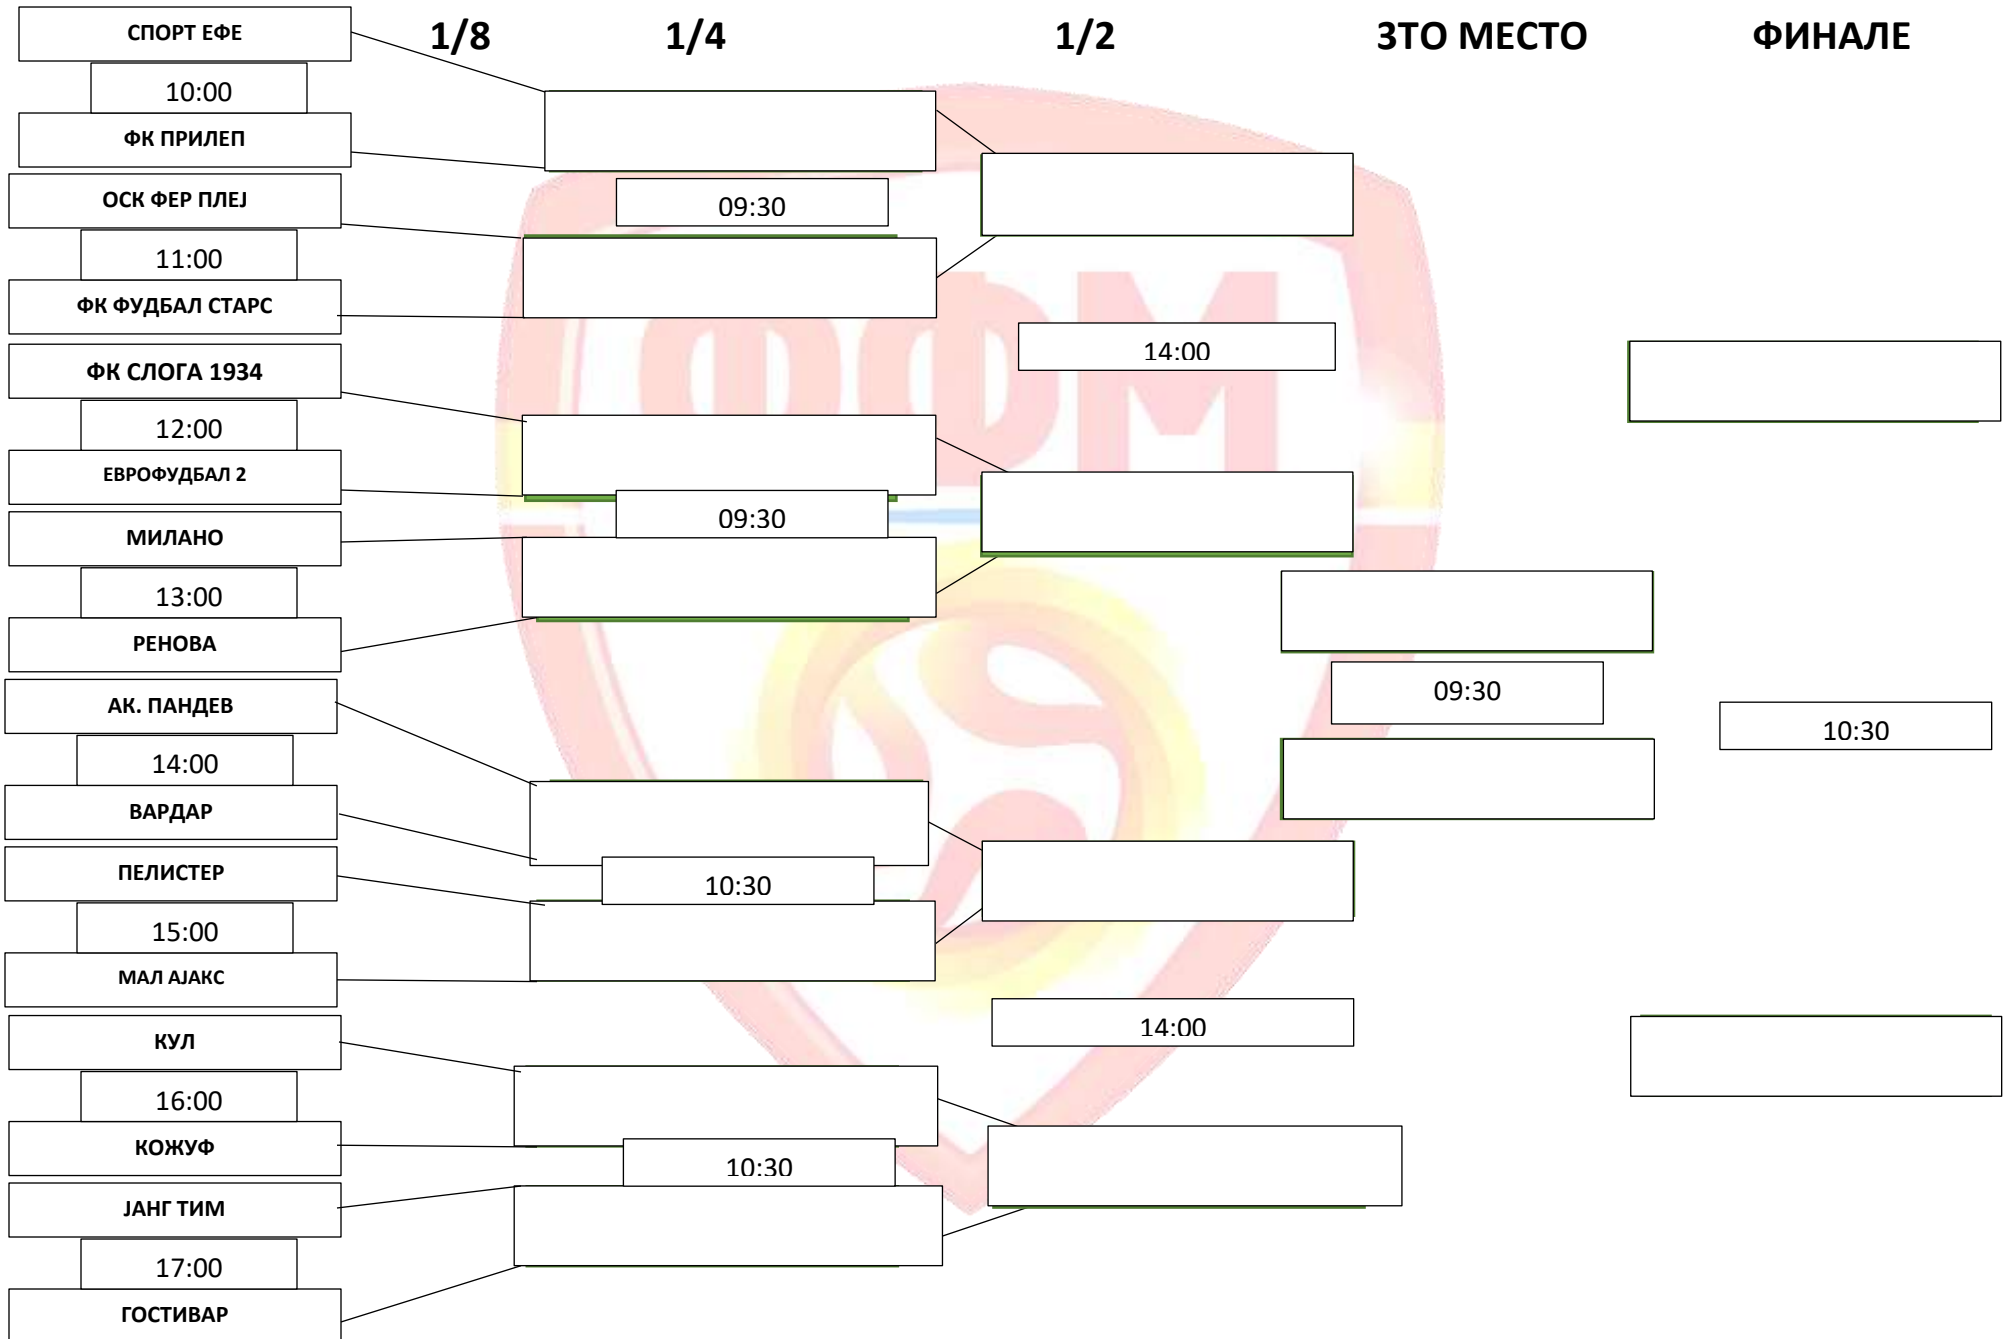 1/8
1/4
1/2
3ТО МЕСТО
ФИНАЛЕ
СПОРТ ЕФЕ
10:00
ФК ПРИЛЕП
ОСК ФЕР ПЛЕЈ
11:00
ФК ФУДБАЛ СТАРС
ФК СЛОГА 1934
12:00
ЕВРОФУДБАЛ 2
МИЛАНО
13:00
РЕНОВА
АК. ПАНДЕВ
14:00
ВАРДАР
ПЕЛИСТЕР
15:00
МАЛ АЈАКС
КУЛ
16:00
КОЖУФ
ЈАНГ ТИМ
17:00
ГОСТИВАР
09:30
09:30
10:30
10:30
14:00
14:00
09:30
10:30
ФФМ